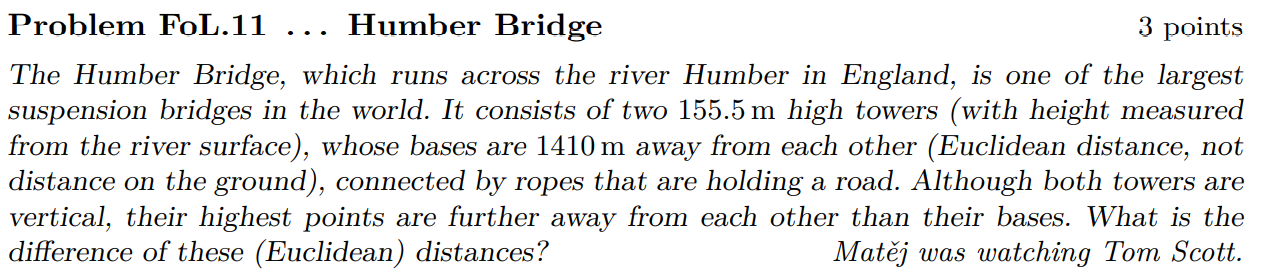 Problem FoL.11 ... Humber Bridge 3 points
The Humber Bridge, which runs across the river Humber in England, is one of the largest
suspension bridges in the world. It consists of two 155.5 m high towers (with height measured
from the river surface), whose bases are 1410 m away from each other (Euclidean distance, not
distance on the ground), connected by ropes that are holding a road. Although both towers are
vertical, their highest points are further away from each other than their bases. What is the
difference of these (Euclidean) distances? Matěj was watching Tom Scott.